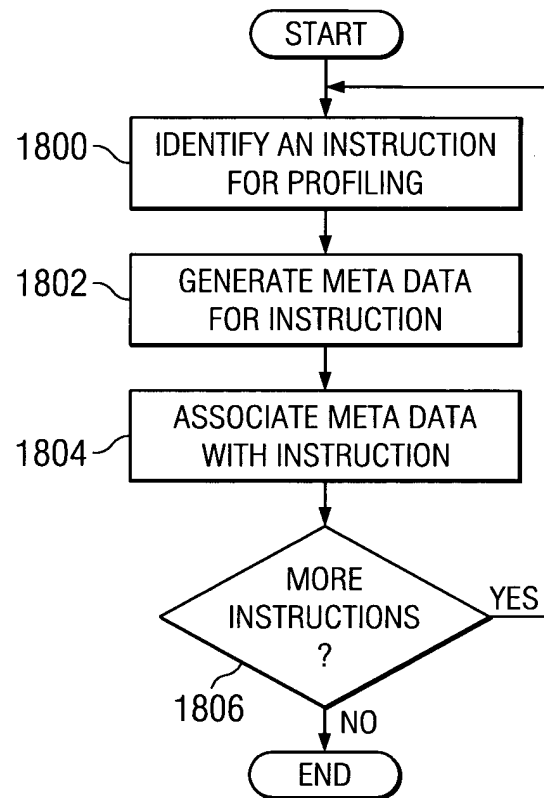 START
1800
IDENTIFY AN INSTRUCTION
FOR PROFILING
1802
GENERATE META DATA
FOR INSTRUCTION
1804
ASSOCIATE META DATA
WITH INSTRUCTION
MORE
INSTRUCTIONS
?
YES
1806
NO
END